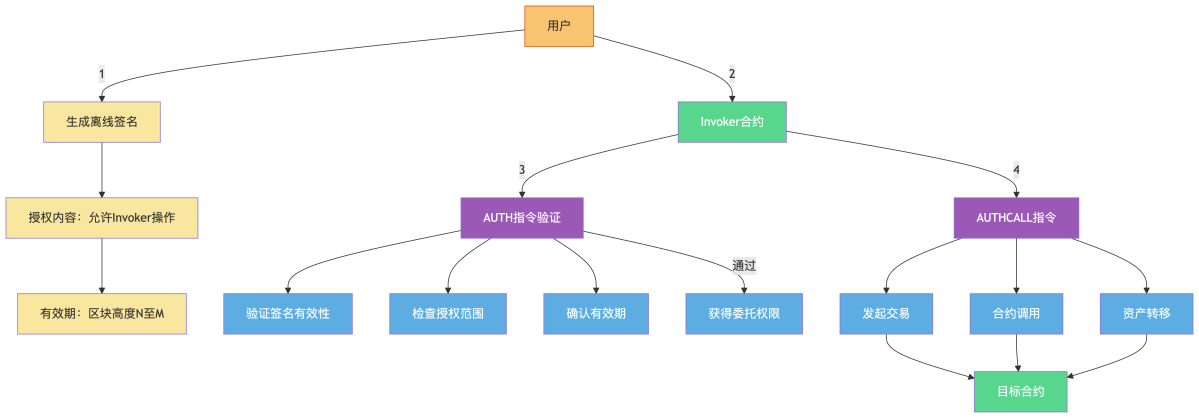 用户
1
2
生成离线签名
Invoker合约
3
4
授权内容：允许Invoker操作
AUTH指令验证
AUTHCALL指令
通过
有效期：区块高度N至M
验证签名有效性
检查授权范围
确认有效期
获得委托权限
发起交易
合约调用
资产转移
目标合约